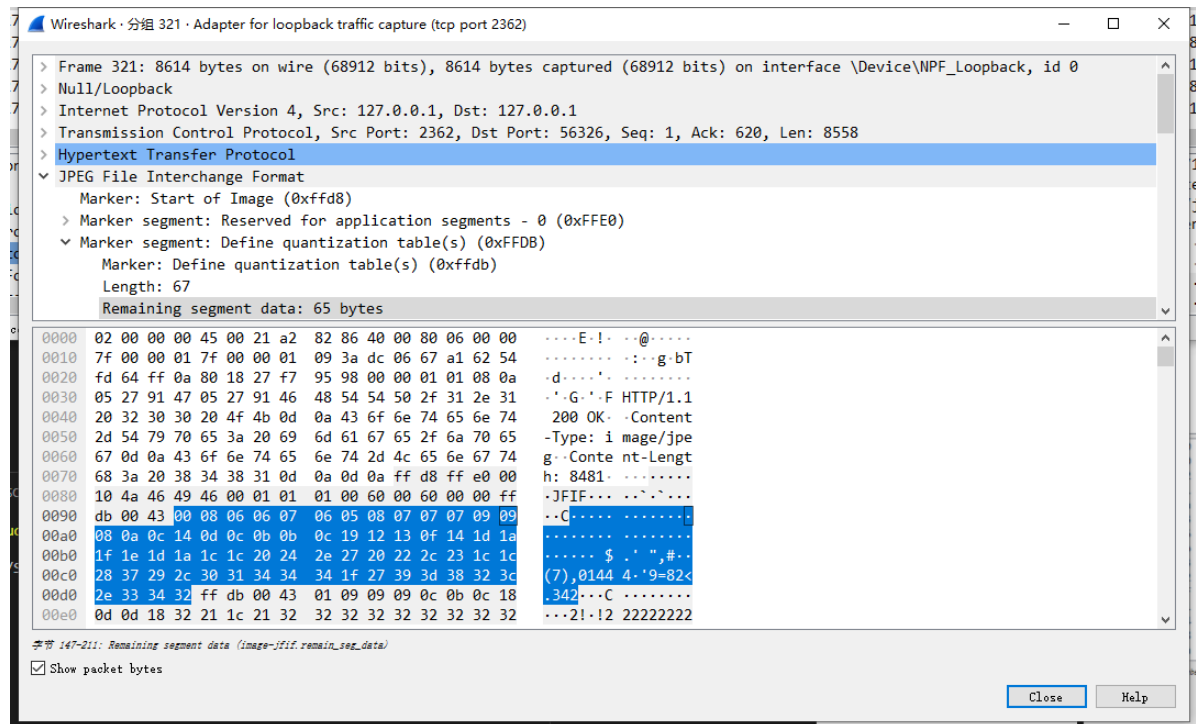 Wireshark · 分组 321 · Adapter for loopback traffic capture (tcp port 2362)
Frame 321: 8614 bytes on wire (68912 bits), 8614 bytes captured (68912 bits) on interface \Device\NPF_Loopback, id 0
Null/Loopback
Internet Protocol Version 4, Src: 127.0.0.1, Dst: 127.0.0.1
Transmission Control Protocol, Src Port: 2362, Dst Port: 56326, Seq: 1, Ack: 620, Len: 8558
Hypertext Transfer Protocol
JPEG File Interchange Format
Marker: Start of Image (0xffd8)
Marker segment: Reserved for application segments - 0 (0xFFE0)
Marker segment: Define quantization table(s) (0xFFDB)
Marker: Define quantization table(s) (0xffdb)
Length: 67
Remaining segment data: 65 bytes
0000 02 00 00 00 45 00 21 a2 82 86 40 00 80 06 00 00 ····E·!· ··@·····
0010 7f 00 00 01 7f 00 00 01 09 3a dc 06 67 a1 62 54 ········ ·:··g·bT
0020 fd 64 ff 0a 80 18 27 f7 95 98 00 00 01 01 08 0a ·d····'· ········
0030 05 27 91 47 05 27 91 46 48 54 54 50 2f 31 2e 31 ·'·G·'·F HTTP/1.1
0040 20 32 30 30 20 4f 4b 0d 0a 43 6f 6e 74 65 6e 74 200 OK· ·Content
0050 2d 54 79 70 65 3a 20 69 6d 61 67 65 2f 6a 70 65 -Type: i mage/jpe
0060 67 0d 0a 43 6f 6e 74 65 6e 74 2d 4c 65 6e 67 74 g··Conte nt-Lengt
0070 68 3a 20 38 34 38 31 0d 0a 0d 0a ff d8 ff e0 00 h: 8481· ········
0080 10 4a 46 49 46 00 01 01 01 00 60 00 60 00 00 ff ·JFIF··· ··`·`···
0090 db 00 43 00 08 06 06 07 06 05 08 07 07 07 09 09 ··C····· ········
00a0 08 0a 0c 14 0d 0c 0b 0b 0c 19 12 13 0f 14 1d 1a ········ ········
00b0 1f 1e 1d 1a 1c 1c 20 24 2e 27 20 22 2c 23 1c 1c ······ $ .' ",#··
00c0 28 37 29 2c 30 31 34 34 34 1f 27 39 3d 38 32 3c (7),0144 4·'9=82<
00d0 2e 33 34 32 ff db 00 43 01 09 09 09 0c 0b 0c 18 .342···C ········
00e0 0d 0d 18 32 21 1c 21 32 32 32 32 32 32 32 32 32 ···2!·!2 22222222
字节 147-211: Remaining segment data (image-jfif.remain_seg_data)
Show packet bytes
Close Help